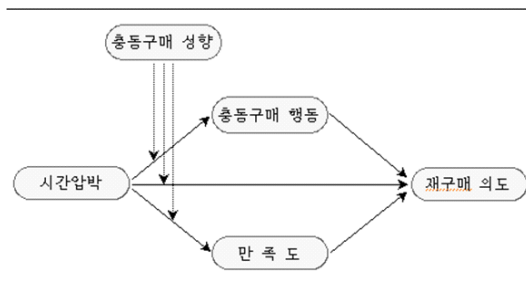 충동구매 성향
충동구매 행동
시간압박
재구매 의도
만 족 도